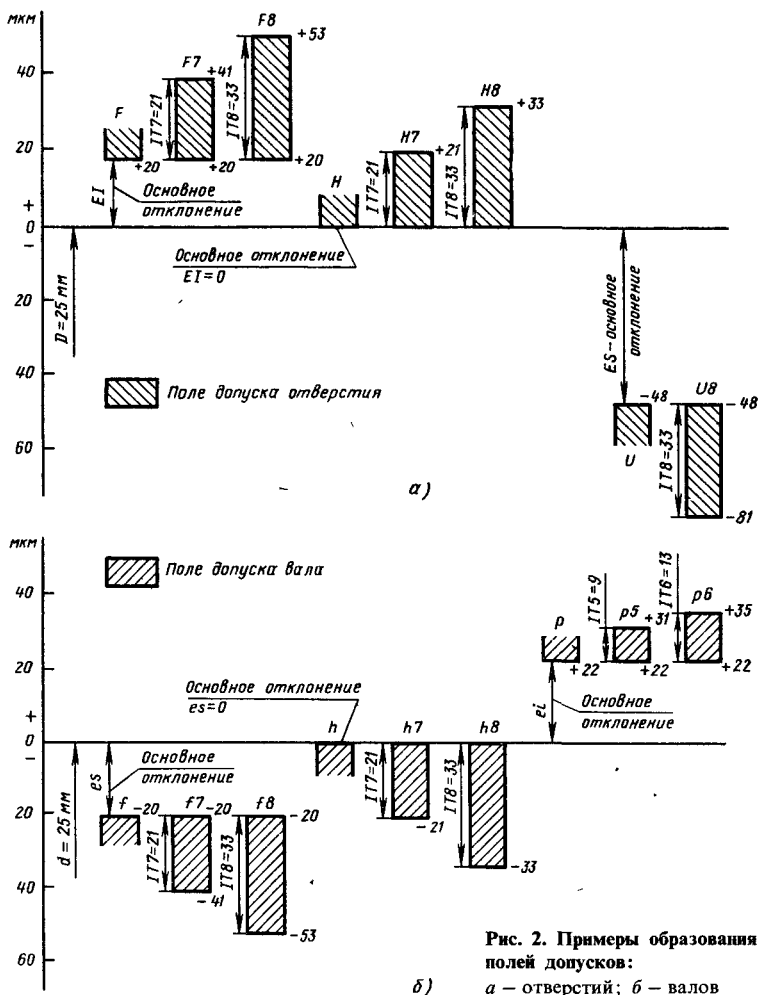 мкм
F8
+53
F7
+41
40
F
IT7=21
IT8=33
20
+20
+20
+20
EI
Основное
отклонение
H8
+33
H7
+21
H
IT7=21
IT8=33
+
0
−
Основное отклонение
EI=0
D=25 мм
20
40
60
ES−основное
отклонение
−48
U8
−48
U
IT8=33
−81
Поле допуска отверстия
а)
мкм
Поле допуска вала
40
20
+
0
−
p
+22
IT5=9
p5
+31
+22
IT6=13
p6
+35
+22
ei
Основное
отклонение
Основное отклонение
es=0
h
h7
h8
IT7=21
−21
IT8=33
−33
d=25 мм
es
Основное
отклонение
f
−20
f7
−20
f8
−20
IT7=21
−41
IT8=33
−53
20
40
60
б)
Рис. 2. Примеры образования
полей допусков:
а – отверстий; б – валов